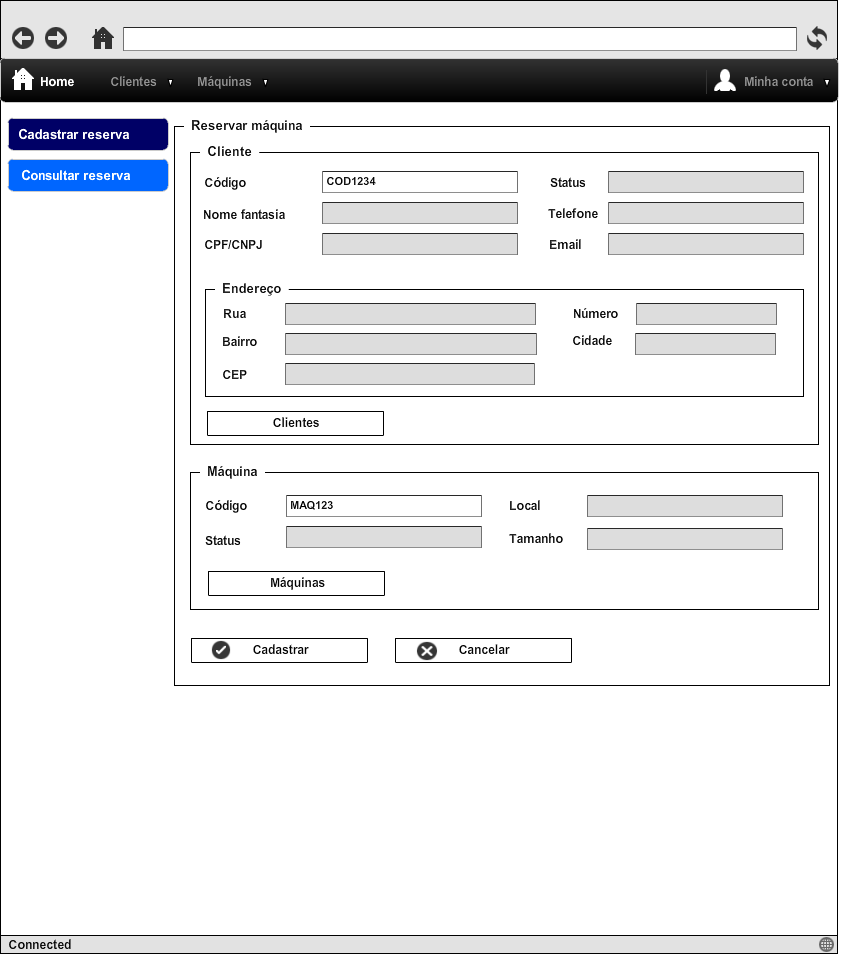 Home Clientes Máquinas Minha conta
Cadastrar reserva
Consultar reserva
Reservar máquina
Cliente
Código COD1234 Status
Nome fantasia Telefone
CPF/CNPJ Email
Endereço
Rua Número
Bairro Cidade
CEP
Clientes
Máquina
Código MAQ123 Local
Status Tamanho
Máquinas
Cadastrar Cancelar
Connected